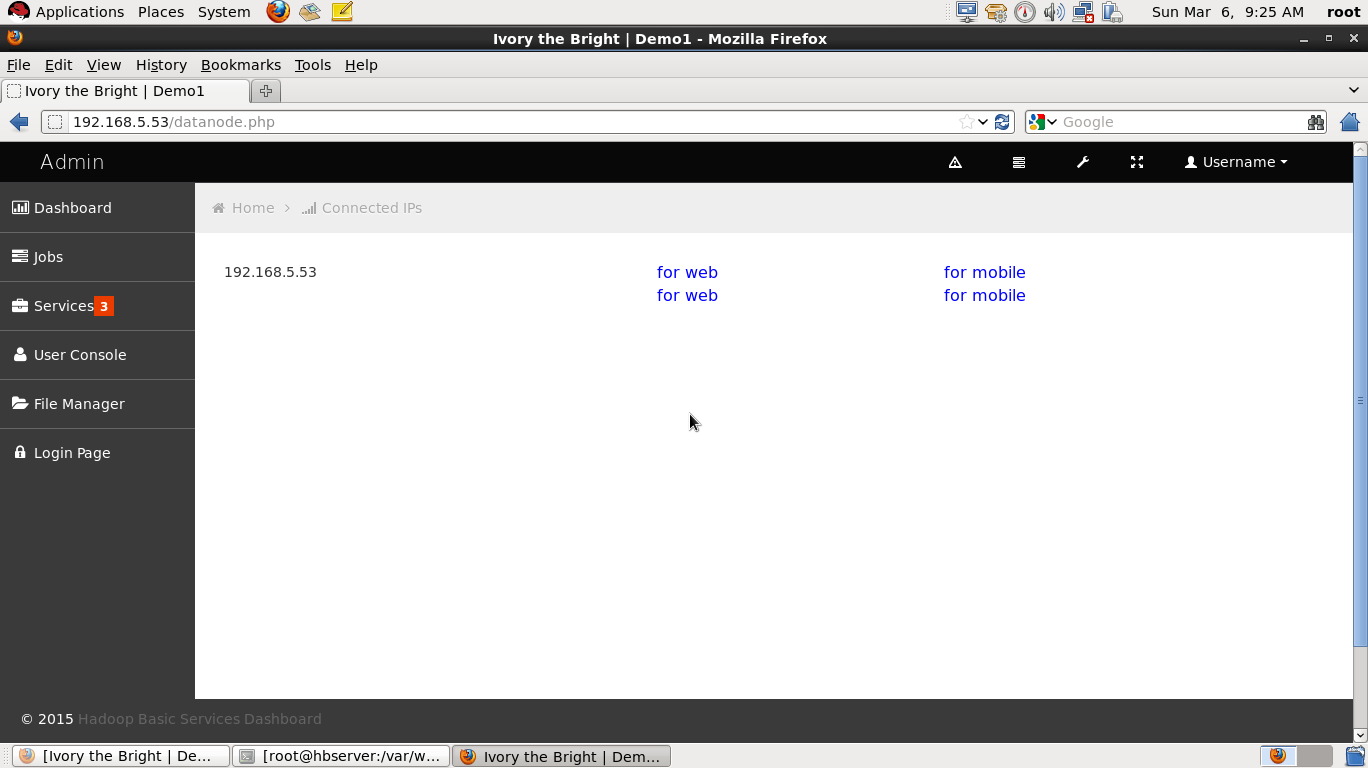 Applications Places System Sun Mar 6, 9:25 AM root
Ivory the Bright | Demo1 - Mozilla Firefox
File Edit View History Bookmarks Tools Help
Ivory the Bright | Demo1
192.168.5.53/datanode.php Google
Admin Username
Dashboard
Home Connected IPs
Jobs
Services 3
User Console
File Manager
Login Page
192.168.5.53 for web for mobile
for web for mobile
© 2015 Hadoop Basic Services Dashboard
[Ivory the Bright | De... [root@hbserver:/var/w... Ivory the Bright | Dem...